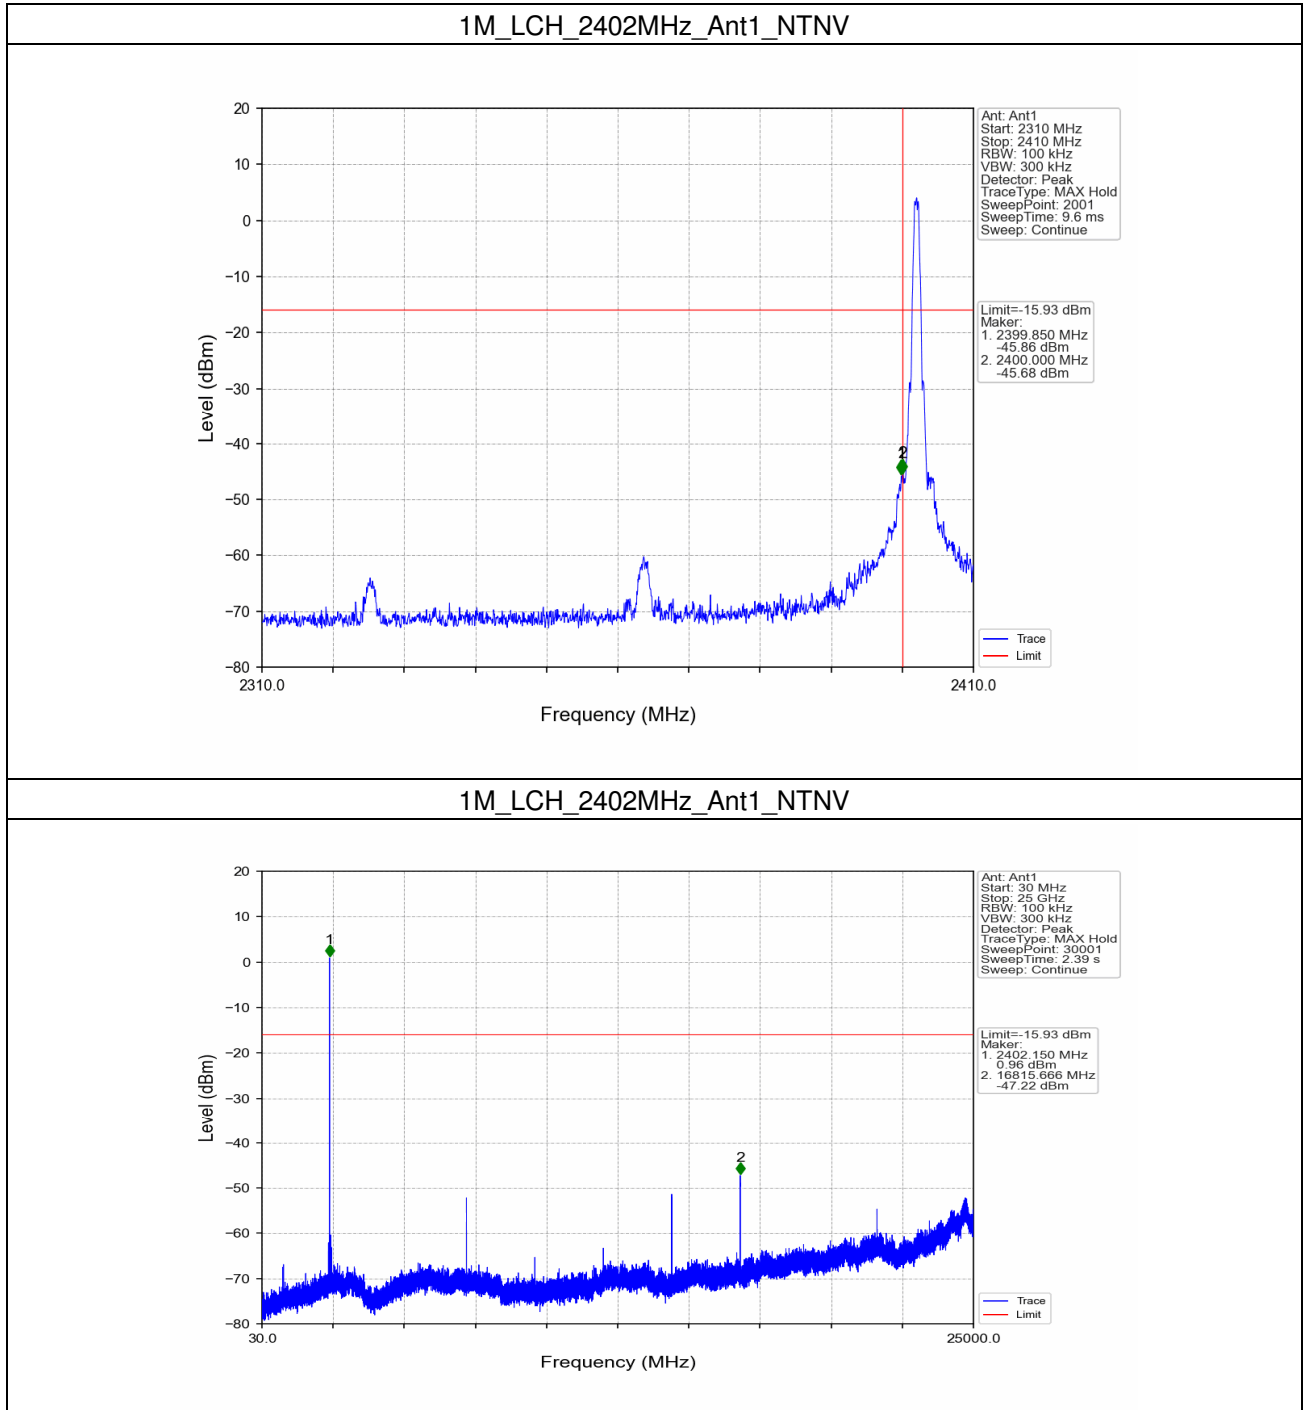 1M_LCH_2402MHz_Ant1_NTNV
20
10
0
−10
−20
−30
−40
−50
−60
−70
−80
Level (dBm)
2310.0
2410.0
Frequency (MHz)
2
Ant: Ant1
Start: 2310 MHz
Stop: 2410 MHz
RBW: 100 kHz
VBW: 300 kHz
Detector: Peak
TraceType: MAX Hold
SweepPoint: 2001
SweepTime: 9.6 ms
Sweep: Continue
Limit=-15.93 dBm
Maker:
1. 2399.850 MHz
-45.86 dBm
2. 2400.000 MHz
-45.68 dBm
Trace
Limit
1M_LCH_2402MHz_Ant1_NTNV
20
10
0
−10
−20
−30
−40
−50
−60
−70
−80
Level (dBm)
30.0
25000.0
Frequency (MHz)
1
2
Ant: Ant1
Start: 30 MHz
Stop: 25 GHz
RBW: 100 kHz
VBW: 300 kHz
Detector: Peak
TraceType: MAX Hold
SweepPoint: 30001
SweepTime: 2.39 s
Sweep: Continue
Limit=-15.93 dBm
Maker:
1. 2402.150 MHz
0.96 dBm
2. 16815.666 MHz
-47.22 dBm
Trace
Limit